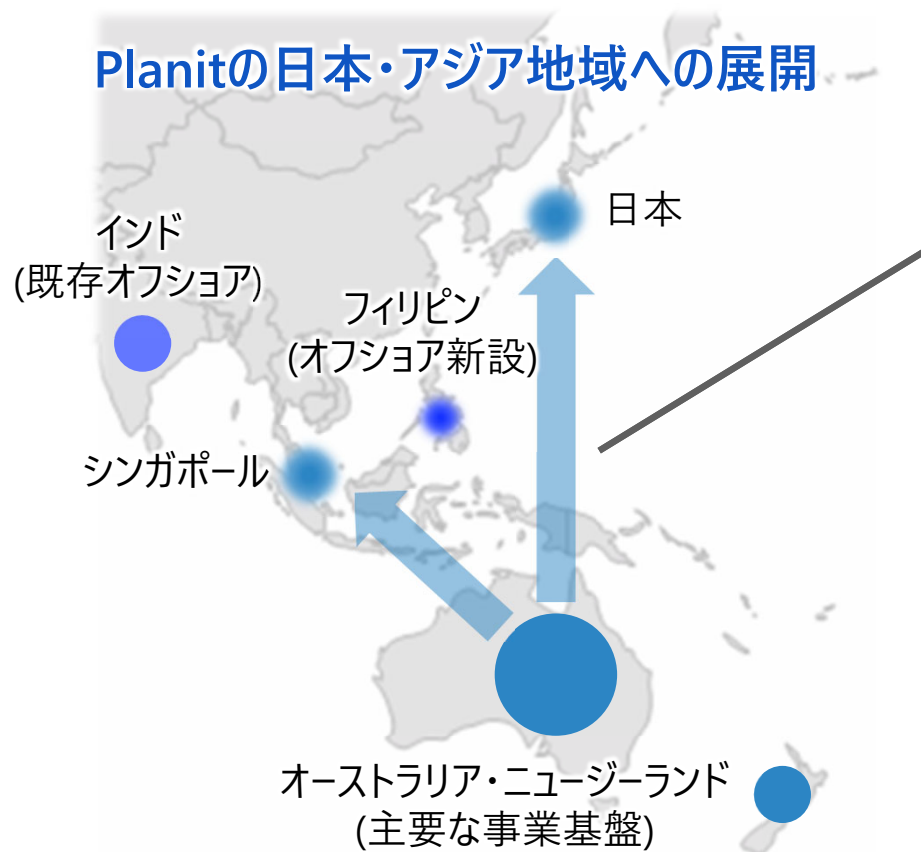 Planitの日本・アジア地域への展開
日本
インド
(既存オフショア)
フィリピン
(オフショア新設)
シンガポール
オーストラリア・ニュージーランド
(主要な事業基盤)